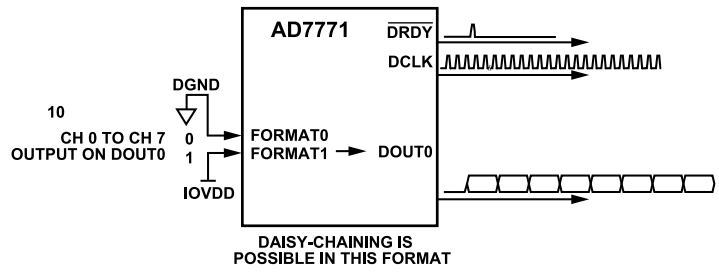 AD7771
DRDY
DCLK
DGND
10
CH 0 TO CH 7 0
OUTPUT ON DOUT0 1
FORMAT0
FORMAT1
DOUT0
IOVDD
DAISY-CHAINING IS
POSSIBLE IN THIS FORMAT